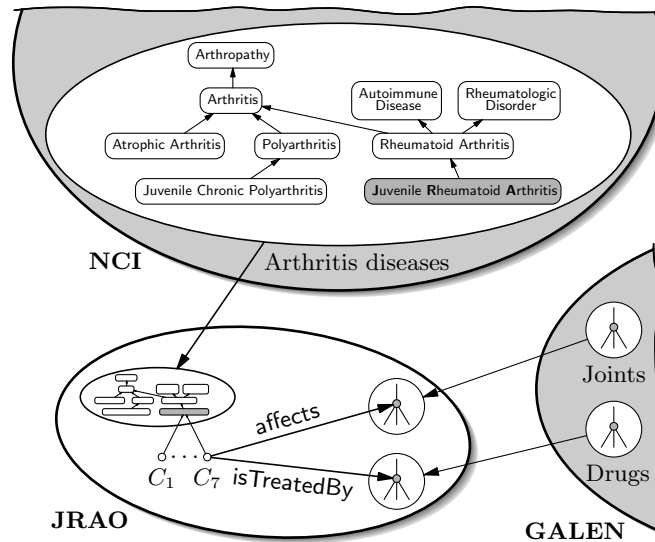 Arthropathy
Arthritis
Autoimmune
Disease
Rheumatologic
Disorder
Atrophic Arthritis
Polyarthritis
Rheumatoid Arthritis
Juvenile Chronic Polyarthritis
Juvenile Rheumatoid Arthritis
NCI
Arthritis diseases
Joints
affects
C1 · · · C7
isTreatedBy
Drugs
JRAO
GALEN